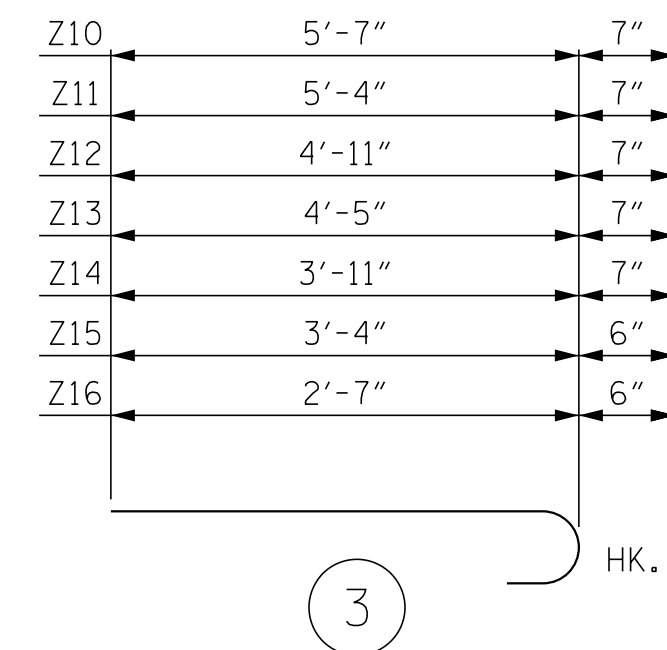 Z10 5'-7" 7"
Z11 5'-4" 7"
Z12 4'-11" 7"
Z13 4'-5" 7"
Z14 3'-11" 7"
Z15 3'-4" 6"
Z16 2'-7" 6"
HK.
3